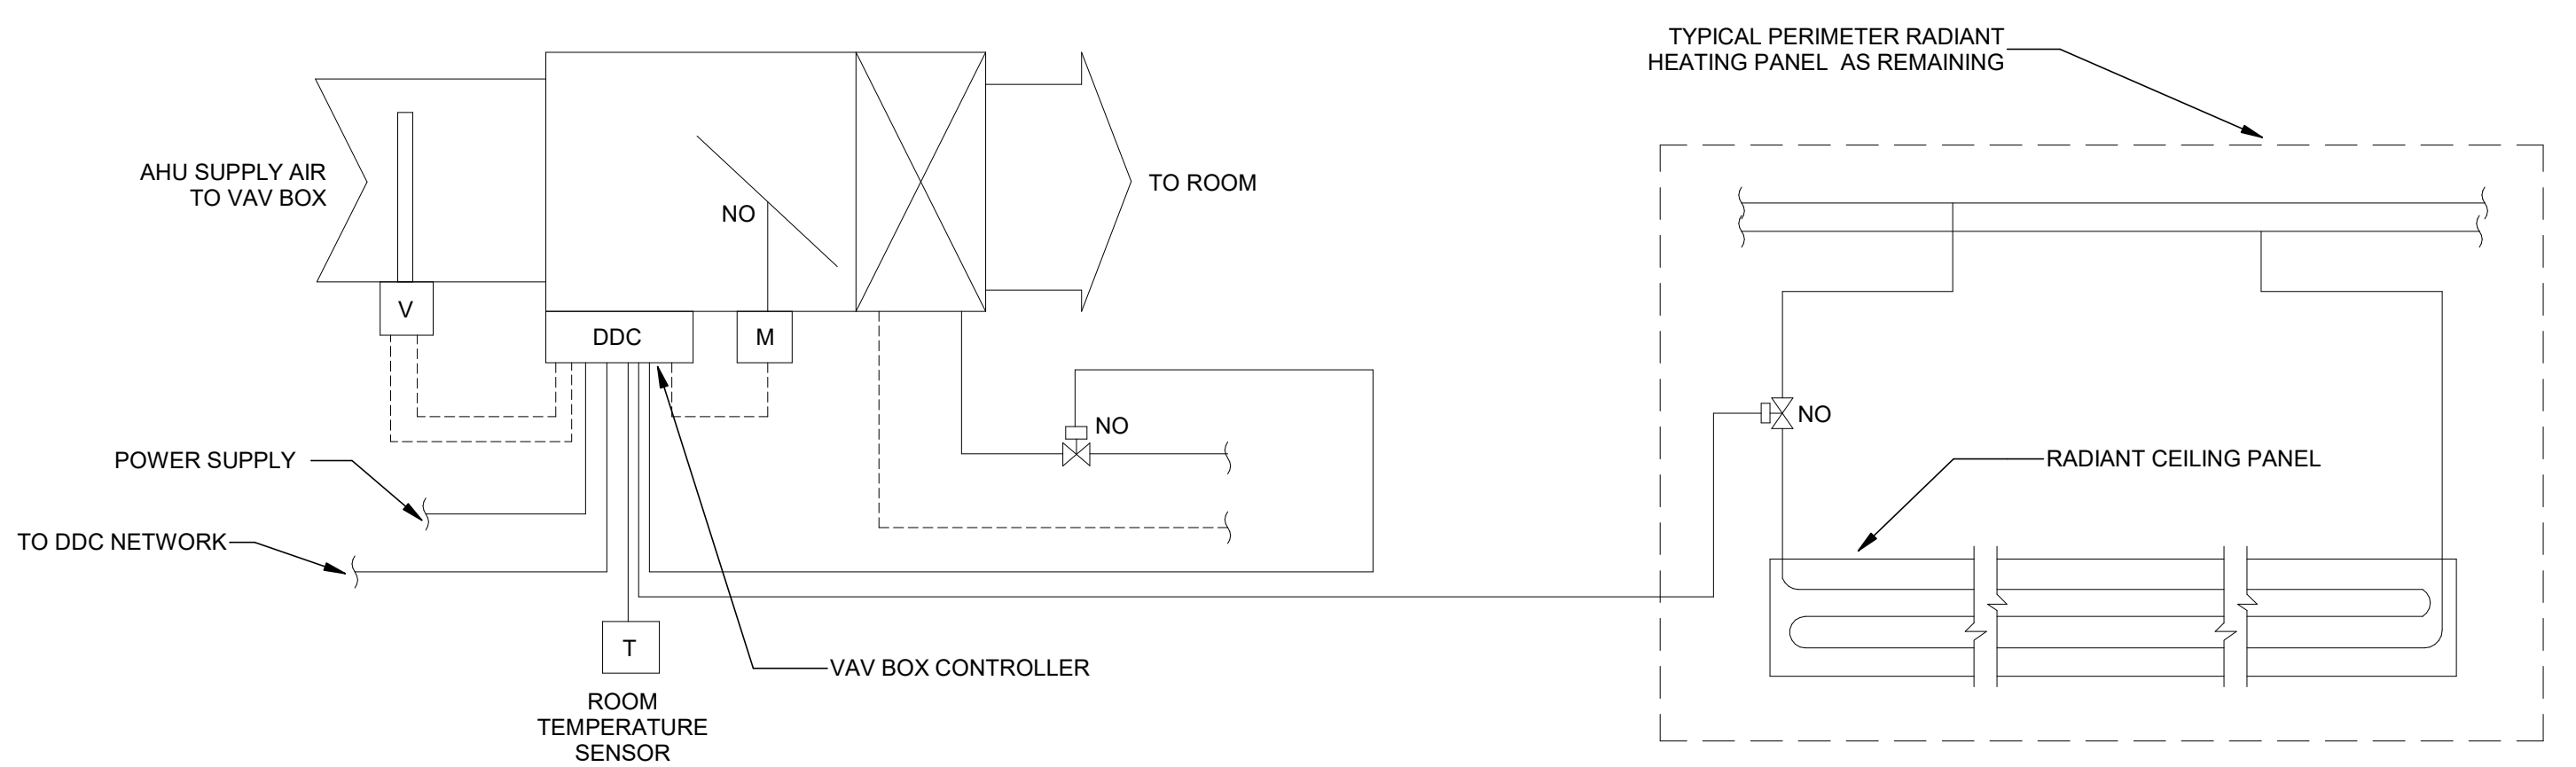 TYPICAL PERIMETER RADIANT
HEATING PANEL AS REMAINING
AHU SUPPLY AIR
TO VAV BOX
TO ROOM
NO
V
DDC
M
NO
NO
POWER SUPPLY
RADIANT CEILING PANEL
TO DDC NETWORK
T
VAV BOX CONTROLLER
ROOM
TEMPERATURE
SENSOR